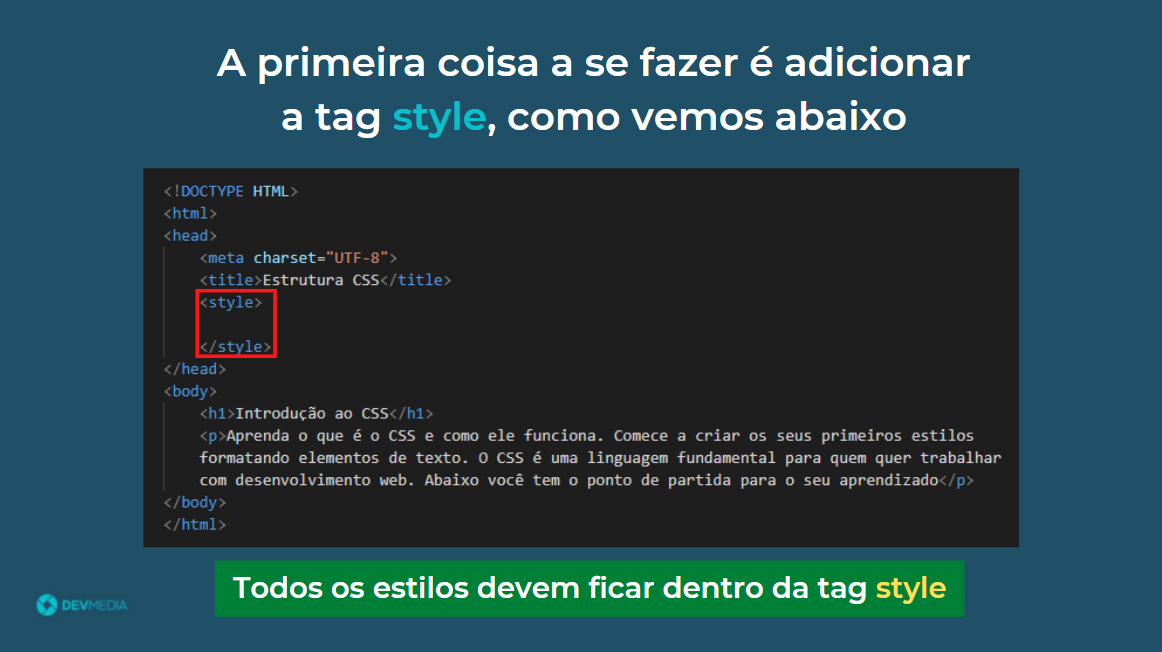 A primeira coisa a se fazer é adicionar
a tag style, como vemos abaixo
<!DOCTYPE HTML>
<html>
<head>
<meta charset="UTF-8">
<title>Estrutura CSS</title>
<style>
</style>
</head>
<body>
<h1>Introdução ao CSS</h1>
<p>Aprenda o que é o CSS e como ele funciona. Comece a criar os seus primeiros estilos
formatando elementos de texto. O CSS é uma linguagem fundamental para quem quer trabalhar
com desenvolvimento web. Abaixo você tem o ponto de partida para o seu aprendizado</p>
</body>
</html>
Todos os estilos devem ficar dentro da tag style
DEVMEDIA